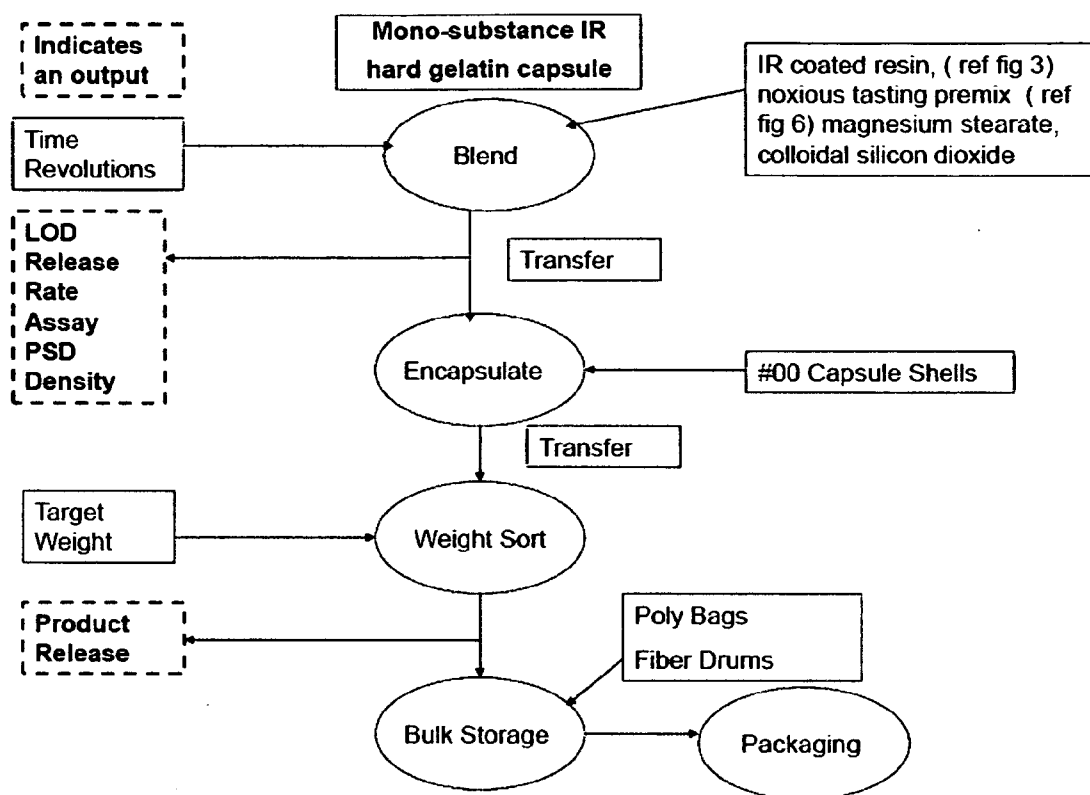 Indicates
an output
Mono-substance IR
hard gelatin capsule
IR coated resin, ( ref fig 3)
noxious tasting premix ( ref
fig 6) magnesium stearate,
colloidal silicon dioxide
Time
Revolutions
Blend
LOD
Release
Rate
Assay
PSD
Density
Transfer
Encapsulate
#00 Capsule Shells
Transfer
Target
Weight
Weight Sort
Product
Release
Poly Bags
Fiber Drums
Bulk Storage
Packaging